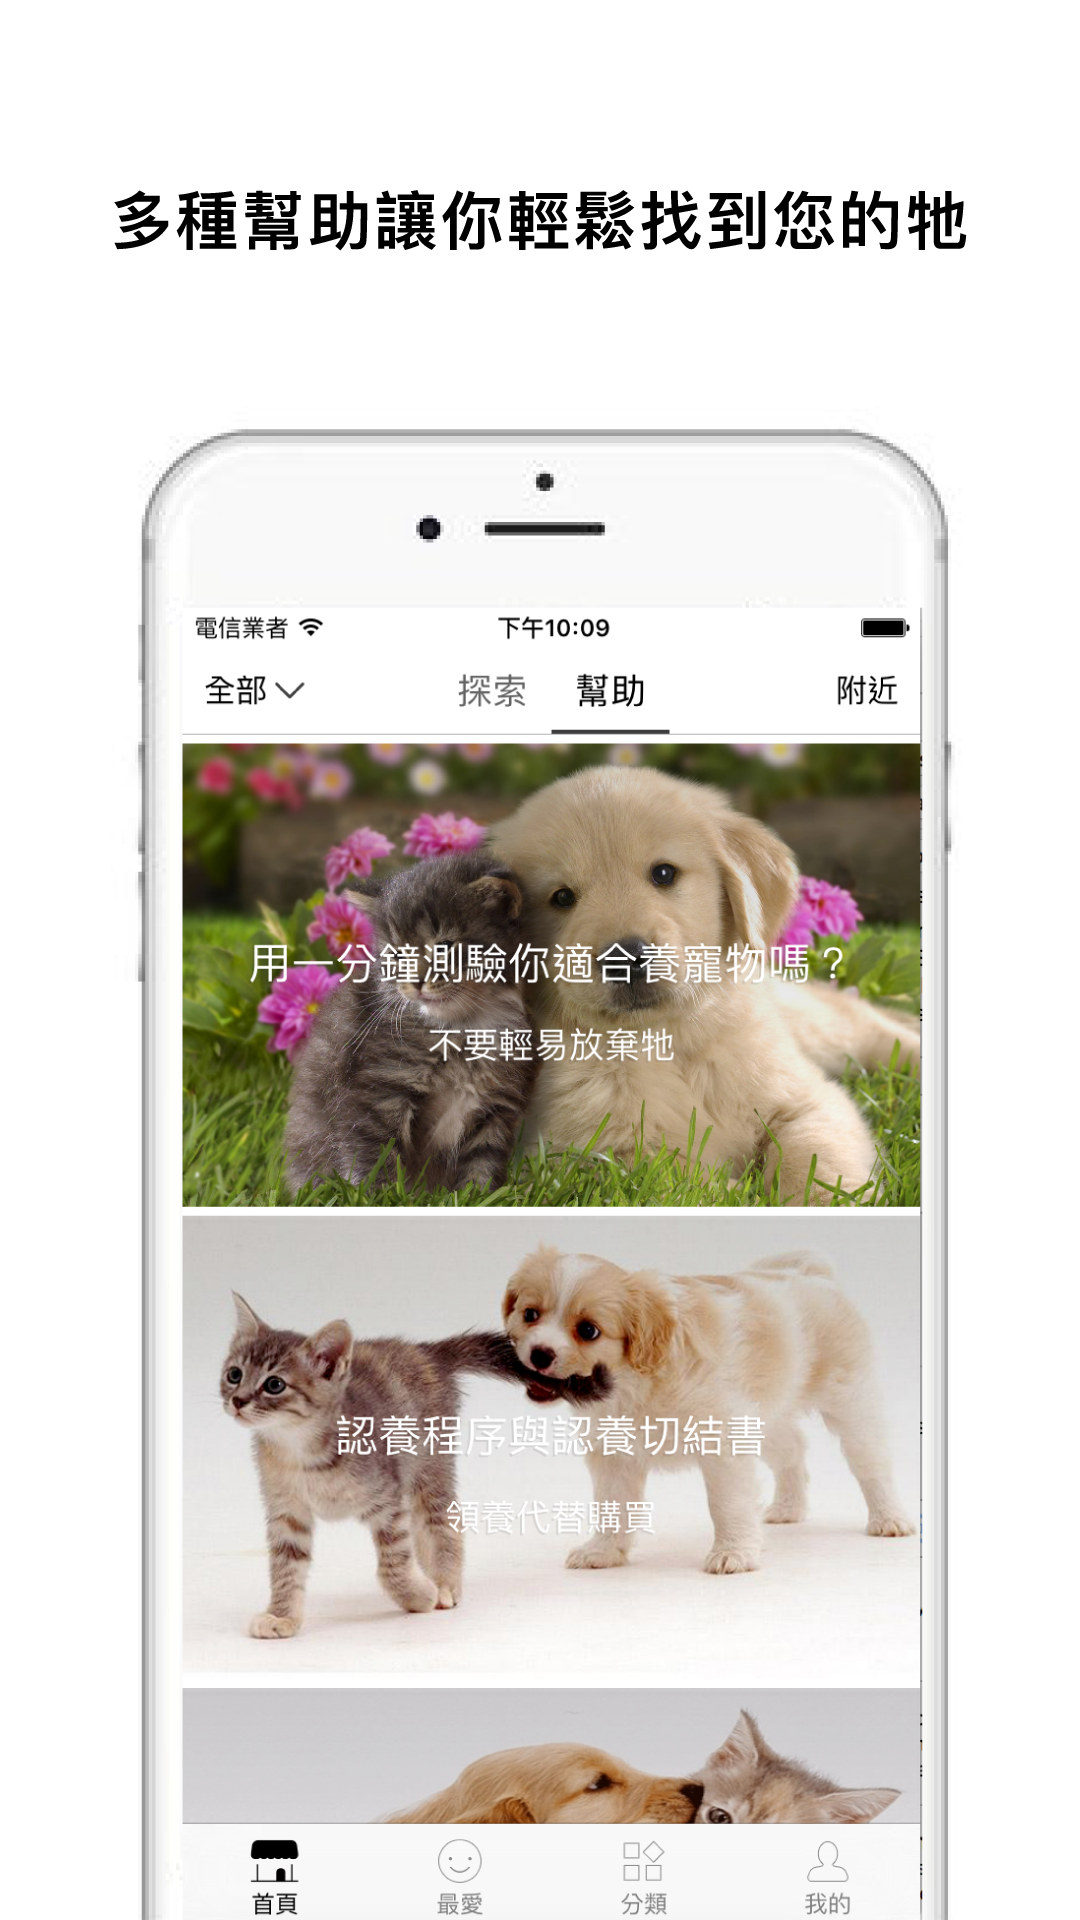 多種幫助讓你輕鬆找到您的牠
電信業者 下午10:09
全部 探索 幫助 附近
用一分鐘測驗你適合養寵物嗎？
不要輕易放棄牠
認養程序與認養切結書
領養代替購買
首頁 最愛 分類 我的